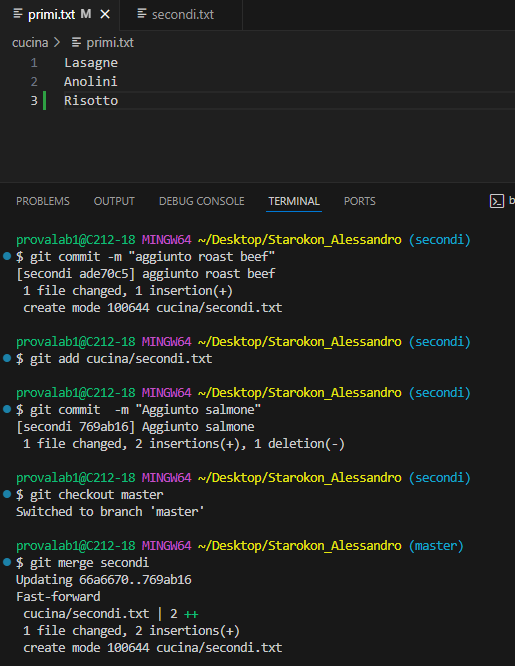 primi.txt M
secondi.txt
cucina > primi.txt
1 Lasagne
2 Anolini
3 Risotto
PROBLEMS OUTPUT DEBUG CONSOLE TERMINAL PORTS
provalab1@C212-18 MINGW64 ~/Desktop/Starokon_Alessandro (secondi)
$ git commit -m "aggiunto roast beef"
[secondi ade70c5] aggiunto roast beef
1 file changed, 1 insertion(+)
create mode 100644 cucina/secondi.txt
provalab1@C212-18 MINGW64 ~/Desktop/Starokon_Alessandro (secondi)
$ git add cucina/secondi.txt
provalab1@C212-18 MINGW64 ~/Desktop/Starokon_Alessandro (secondi)
$ git commit  -m "Aggiunto salmone"
[secondi 769ab16] Aggiunto salmone
1 file changed, 2 insertions(+), 1 deletion(-)
provalab1@C212-18 MINGW64 ~/Desktop/Starokon_Alessandro (secondi)
$ git checkout master
Switched to branch 'master'
provalab1@C212-18 MINGW64 ~/Desktop/Starokon_Alessandro (master)
$ git merge secondi
Updating 66a6670..769ab16
Fast-forward
cucina/secondi.txt | 2 ++
1 file changed, 2 insertions(+)
create mode 100644 cucina/secondi.txt